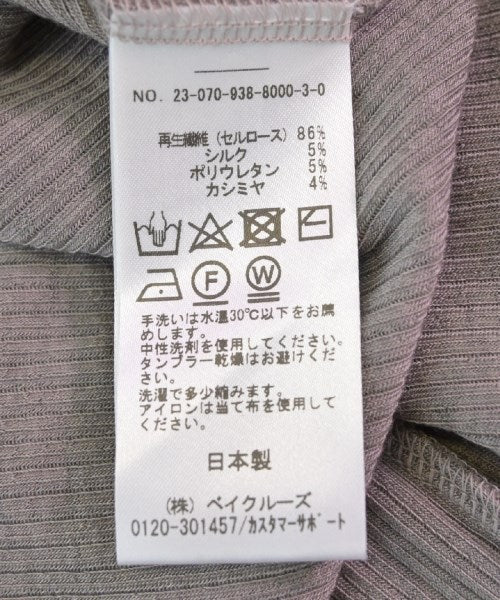 NO. 23-070-938-8000-3-0
再生繊維（セルロース） 86%
シルク 5%
ポリウレタン 5%
カシミヤ 4%
F W
手洗いは水温30℃以下をお薦
めします。
中性洗剤を使用してください。
タンブラー乾燥はお避けくだ
さい。
洗濯で多少縮みます。
アイロンは当て布を使用して
ください。
日本製
（株）ベイクルーズ
0120-301457/カスタマーサポート